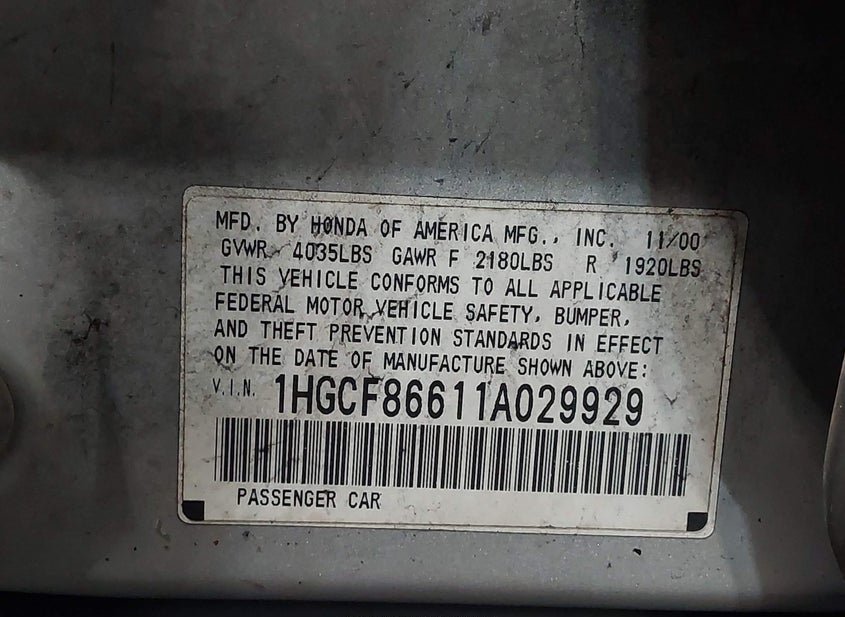 MFD. BY HONDA OF AMERICA MFG., INC. 11/00
GVWR 4035LBS GAWR F 2180LBS R 1920LBS
THIS VEHICLE CONFORMS TO ALL APPLICABLE
FEDERAL MOTOR VEHICLE SAFETY, BUMPER,
AND THEFT PREVENTION STANDARDS IN EFFECT
ON THE DATE OF MANUFACTURE SHOWN ABOVE:
V.I.N. 1HGCF86611A029929
PASSENGER CAR